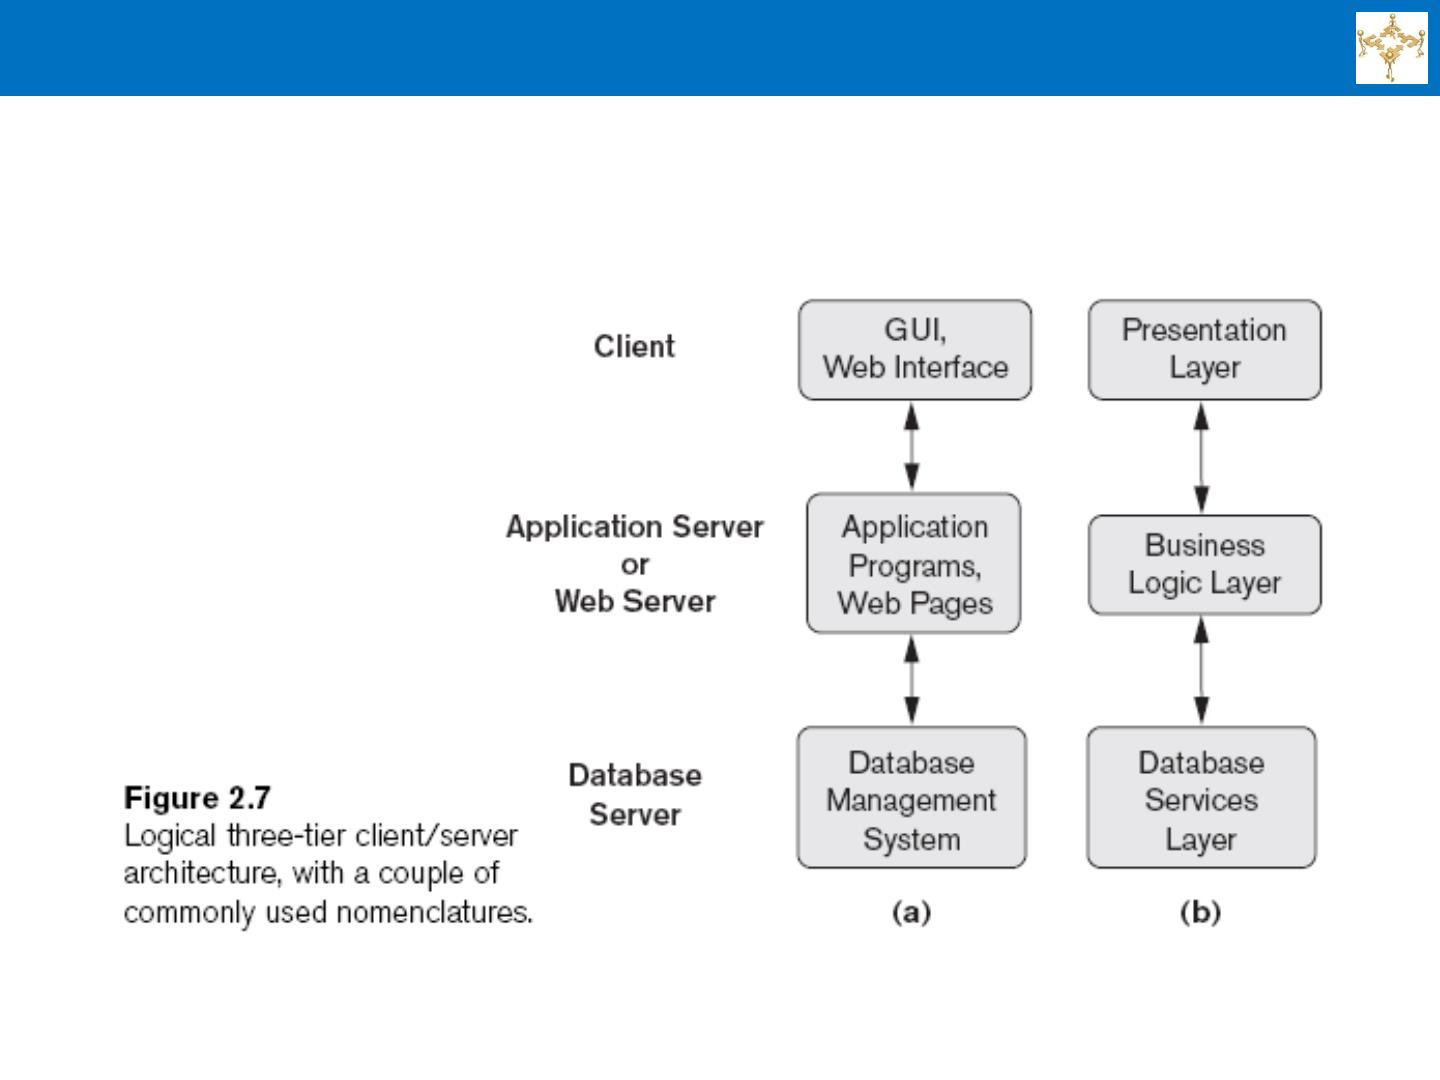 Client
GUI,
Web Interface
Presentation
Layer
Application Server
or
Web Server
Application
Programs,
Web Pages
Business
Logic Layer
Database
Server
Database
Management
System
Database
Services
Layer
(a)
(b)
Figure 2.7
Logical three-tier client/server
architecture, with a couple of
commonly used nomenclatures.